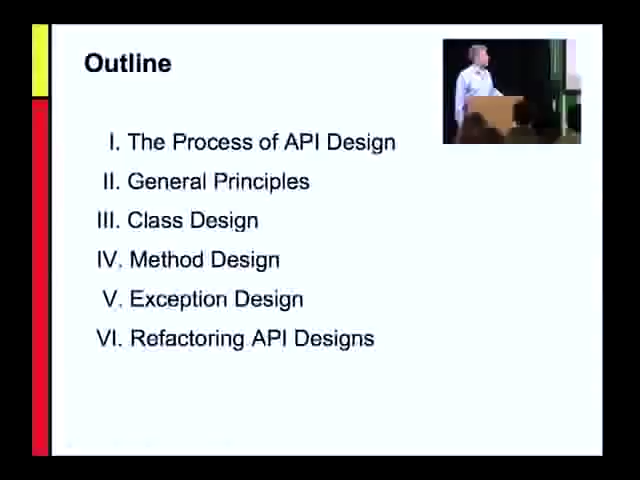 Outline
I. The Process of API Design
II. General Principles
III. Class Design
IV. Method Design
V. Exception Design
VI. Refactoring API Designs